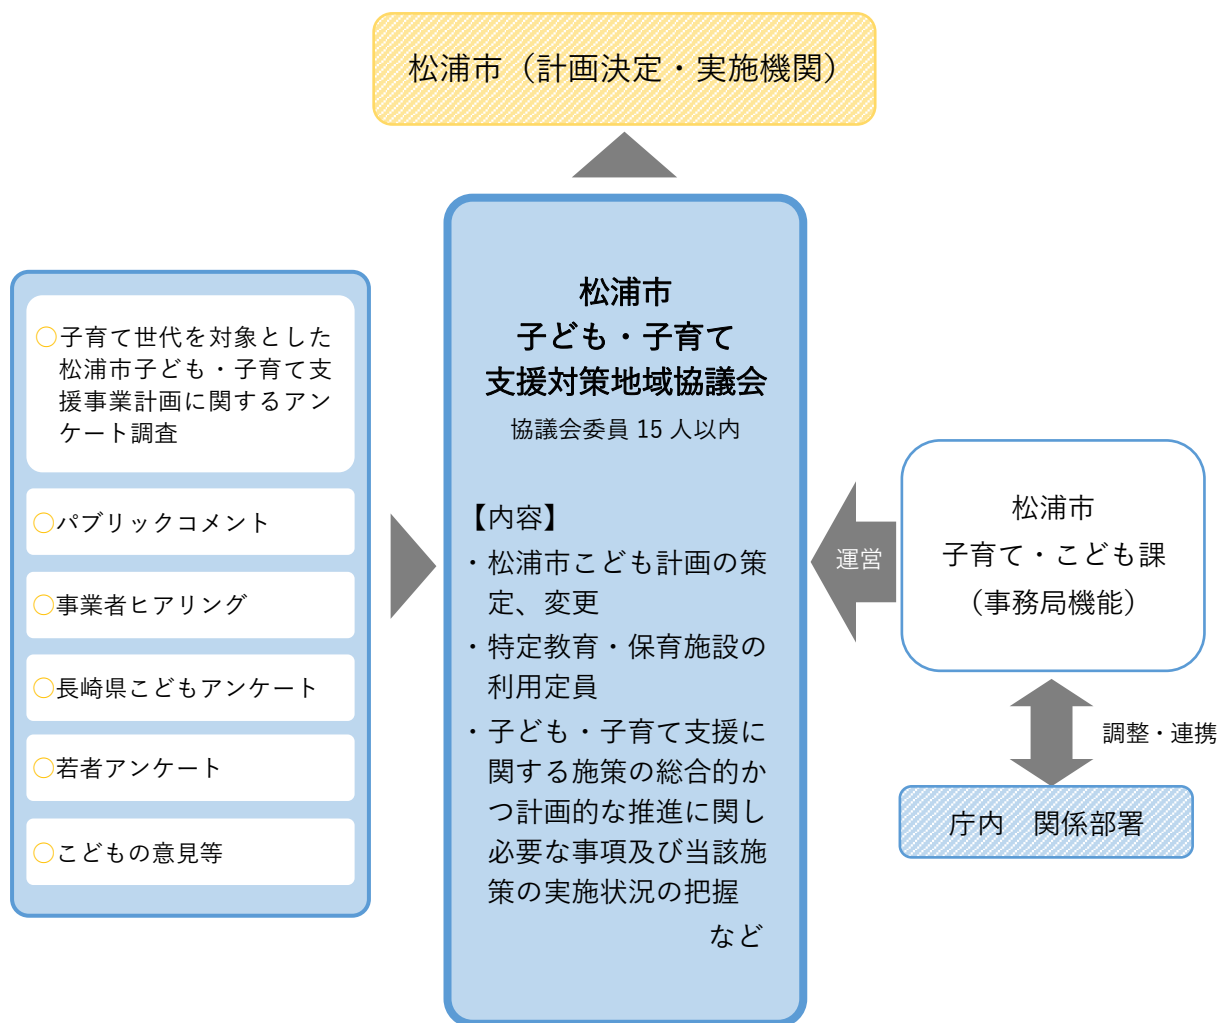 松浦市（計画決定・実施機関）
○子育て世代を対象とした
松浦市子ども・子育て支
援事業計画に関するアン
ケート調査
○パブリックコメント
○事業者ヒアリング
○長崎県こどもアンケート
○若者アンケート
○こどもの意見等
松浦市
子ども・子育て
支援対策地域協議会
協議会委員 15 人以内
【内容】
・松浦市こども計画の策
定、変更
・特定教育・保育施設の
利用定員
・子ども・子育て支援に
関する施策の総合的か
つ計画的な推進に関し
必要な事項及び当該施
策の実施状況の把握
など
運営
松浦市
子育て・こども課
（事務局機能）
調整・連携
庁内　関係部署